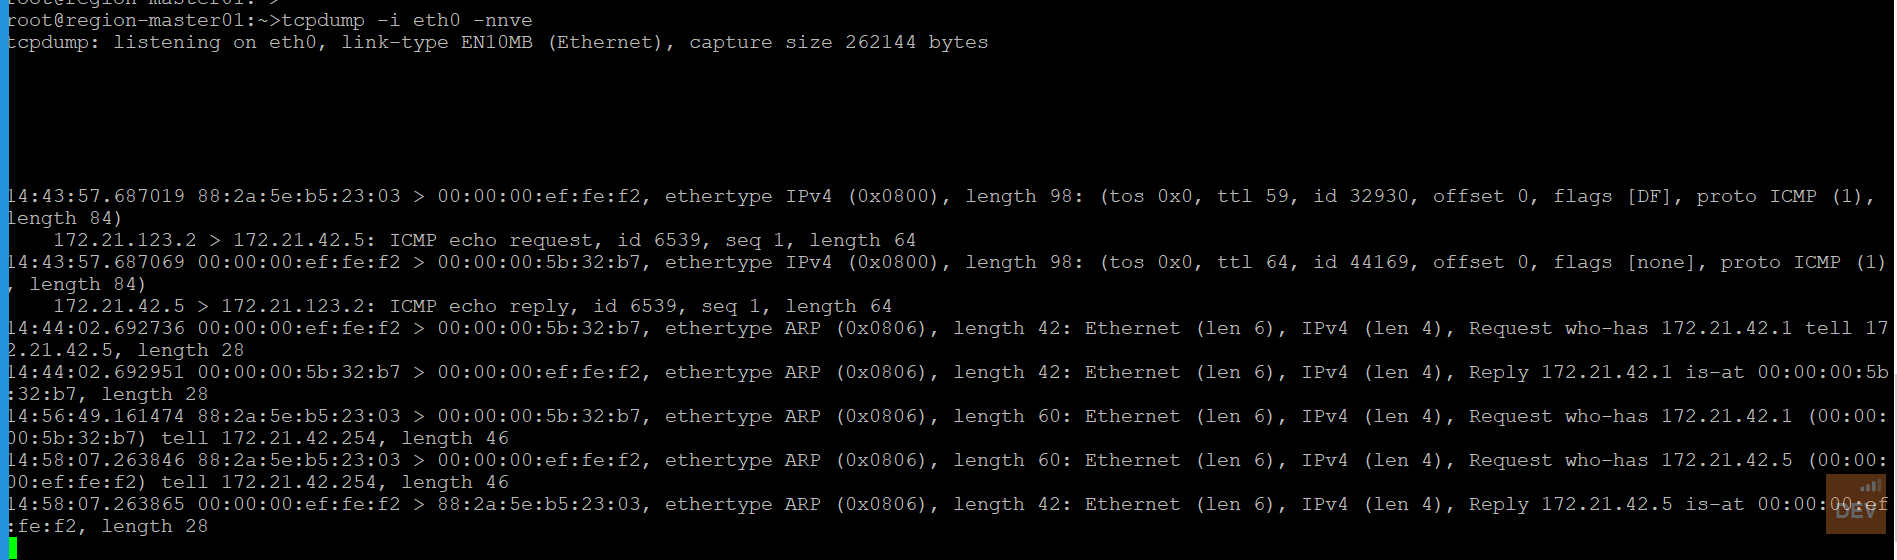 root@region-master01: ~>
root@region-master01:~>tcpdump -i eth0 -nnve
tcpdump: listening on eth0, link-type EN10MB (Ethernet), capture size 262144 bytes
14:43:57.687019 88:2a:5e:b5:23:03 > 00:00:00:ef:fe:f2, ethertype IPv4 (0x0800), length 98: (tos 0x0, ttl 59, id 32930, offset 0, flags [DF], proto ICMP (1),
length 84)
172.21.123.2 > 172.21.42.5: ICMP echo request, id 6539, seq 1, length 64
14:43:57.687069 00:00:00:ef:fe:f2 > 00:00:00:5b:32:b7, ethertype IPv4 (0x0800), length 98: (tos 0x0, ttl 64, id 44169, offset 0, flags [none], proto ICMP (1)
, length 84)
172.21.42.5 > 172.21.123.2: ICMP echo reply, id 6539, seq 1, length 64
14:44:02.692736 00:00:00:ef:fe:f2 > 00:00:00:5b:32:b7, ethertype ARP (0x0806), length 42: Ethernet (len 6), IPv4 (len 4), Request who-has 172.21.42.1 tell 17
2.21.42.5, length 28
14:44:02.692951 00:00:00:5b:32:b7 > 00:00:00:ef:fe:f2, ethertype ARP (0x0806), length 42: Ethernet (len 6), IPv4 (len 4), Reply 172.21.42.1 is-at 00:00:00:5b
:32:b7, length 28
14:56:49.161474 88:2a:5e:b5:23:03 > 00:00:00:5b:32:b7, ethertype ARP (0x0806), length 60: Ethernet (len 6), IPv4 (len 4), Request who-has 172.21.42.1 (00:00:
00:5b:32:b7) tell 172.21.42.254, length 46
14:58:07.263846 88:2a:5e:b5:23:03 > 00:00:00:ef:fe:f2, ethertype ARP (0x0806), length 60: Ethernet (len 6), IPv4 (len 4), Request who-has 172.21.42.5 (00:00:
00:ef:fe:f2) tell 172.21.42.254, length 46
14:58:07.263865 00:00:00:ef:fe:f2 > 88:2a:5e:b5:23:03, ethertype ARP (0x0806), length 42: Ethernet (len 6), IPv4 (len 4), Reply 172.21.42.5 is-at 00:00:00:ef
:fe:f2, length 28
DEV